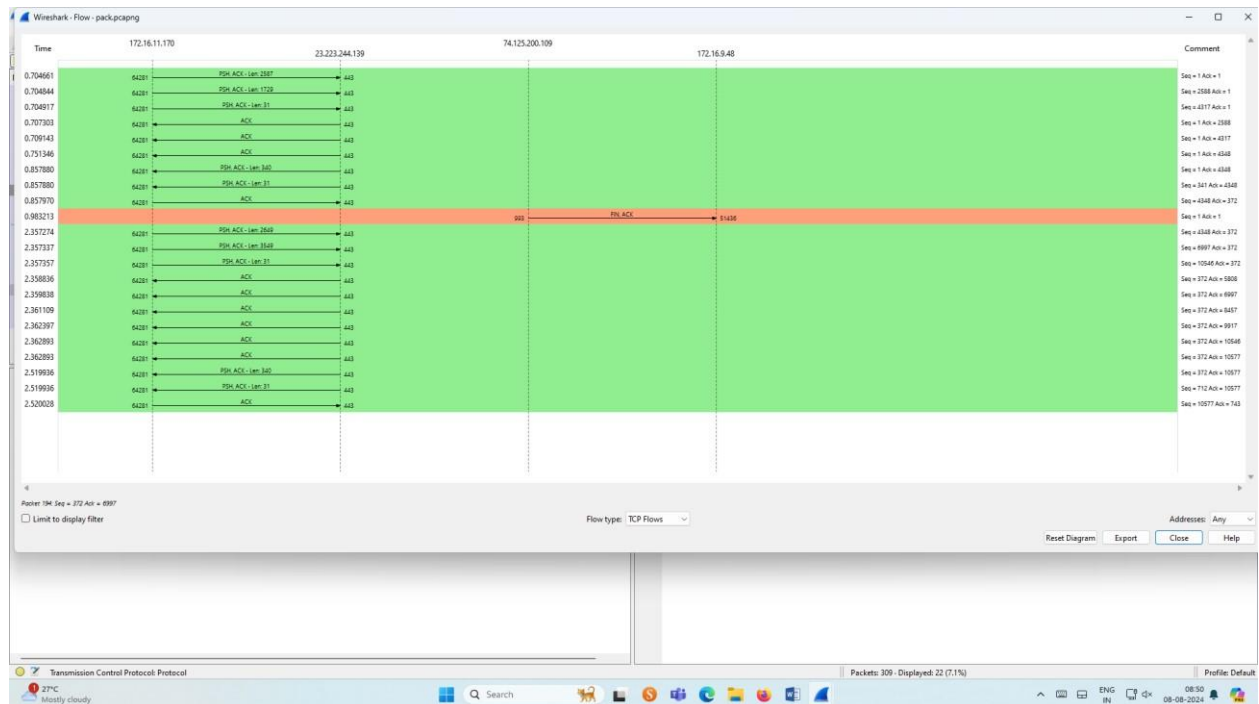 Wireshark · Flow · pack.pcapng
Time 172.16.11.170 23.223.244.139 74.125.200.109 172.16.9.48 Comment
0.704661 64281 PSH, ACK - Len: 2587 443 Seq = 1 Ack = 1
0.704844 64281 PSH, ACK - Len: 1729 443 Seq = 2588 Ack = 1
0.704917 64281 PSH, ACK - Len: 31 443 Seq = 4317 Ack = 1
0.707303 64281 ACK 443 Seq = 1 Ack = 2588
0.709143 64281 ACK 443 Seq = 1 Ack = 4317
0.751346 64281 ACK 443 Seq = 1 Ack = 4348
0.857880 64281 PSH, ACK - Len: 340 443 Seq = 1 Ack = 4348
0.857880 64281 PSH, ACK - Len: 31 443 Seq = 341 Ack = 4348
0.857970 64281 ACK 443 Seq = 4348 Ack = 372
0.983213 993 FIN, ACK 51436 Seq = 1 Ack = 1
2.357274 64281 PSH, ACK - Len: 2649 443 Seq = 4348 Ack = 372
2.357337 64281 PSH, ACK - Len: 3549 443 Seq = 6997 Ack = 372
2.357357 64281 PSH, ACK - Len: 31 443 Seq = 10546 Ack = 372
2.358836 64281 ACK 443 Seq = 372 Ack = 5808
2.359838 64281 ACK 443 Seq = 372 Ack = 6997
2.361109 64281 ACK 443 Seq = 372 Ack = 8457
2.362397 64281 ACK 443 Seq = 372 Ack = 9917
2.362893 64281 ACK 443 Seq = 372 Ack = 10546
2.362893 64281 ACK 443 Seq = 372 Ack = 10577
2.519936 64281 PSH, ACK - Len: 340 443 Seq = 372 Ack = 10577
2.519936 64281 PSH, ACK - Len: 31 443 Seq = 712 Ack = 10577
2.520028 64281 ACK 443 Seq = 10577 Ack = 743
Packet 194: Seq = 372 Ack = 6997
Limit to display filter Flow type: TCP Flows Addresses: Any
Reset Diagram Export Close Help
Transmission Control Protocol: Protocol Packets: 309 · Displayed: 22 (7.1%) Profile: Default
1 27°C Search ENG 08:50
Mostly cloudy IN 08-08-2024